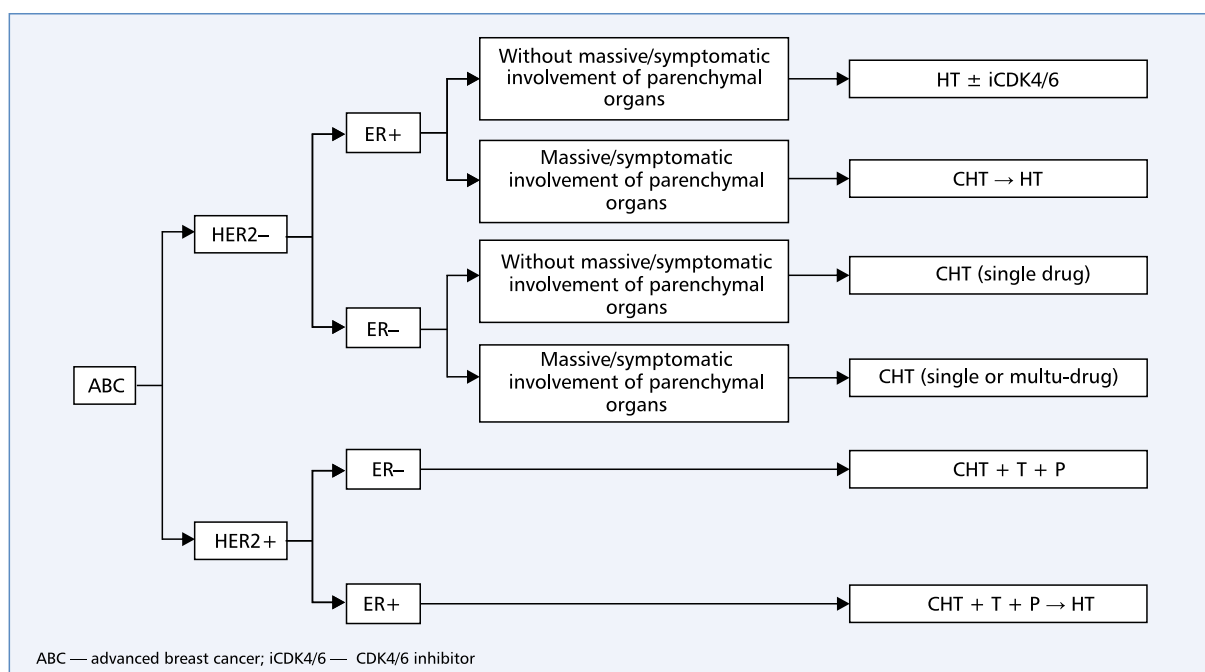 Without massive/symptomatic
involvement of parenchymal
organs
HT ± iCDK4/6
ER+
Massive/symptomatic
involvement of parenchymal
organs
CHT → HT
HER2–
Without massive/symptomatic
involvement of parenchymal
organs
CHT (single drug)
ER–
Massive/symptomatic
involvement of parenchymal
organs
CHT (single or multu-drug)
ABC
ER–
CHT + T + P
HER2+
ER+
CHT + T + P → HT
ABC — advanced breast cancer; iCDK4/6 — CDK4/6 inhibitor